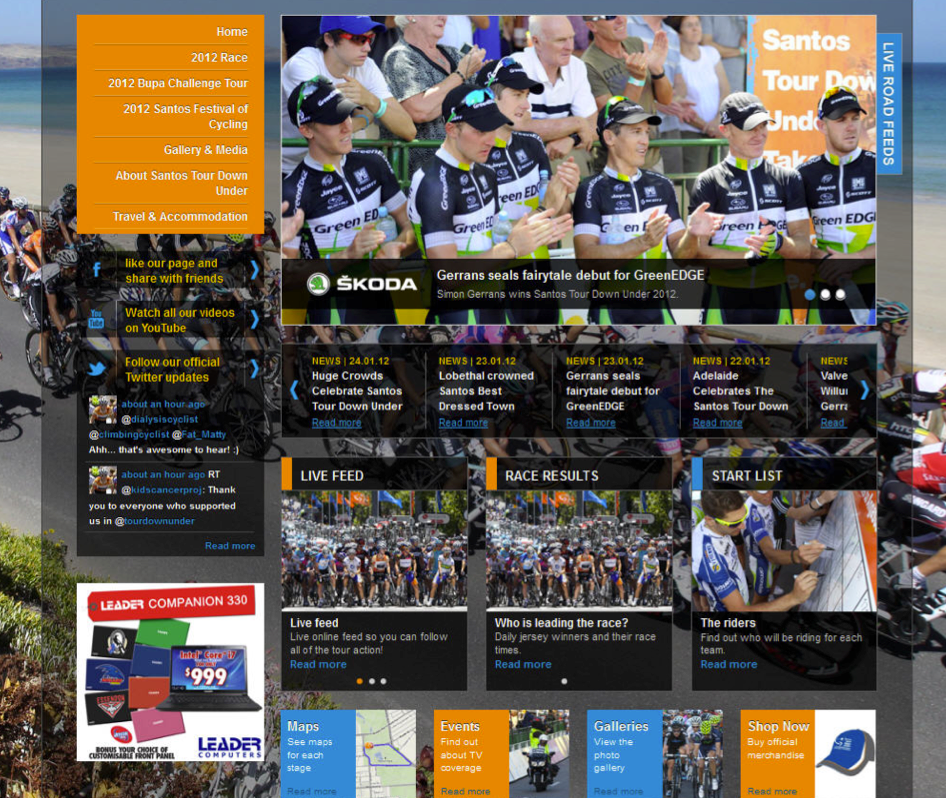 Home
2012 Race
2012 Bupa Challenge Tour
2012 Santos Festival of
Cycling
Gallery & Media
About Santos Tour Down
Under
Travel & Accommodation
like our page and
share with friends
You
Tube
Watch all our videos
on YouTube
Follow our official
Twitter updates
about an hour ago
@dialysiscyclist
@climbingcyclist @Fat_Matty
Ahh... that's awesome to hear! :)
about an hour ago RT
@kidscancerproj: Thank
you to everyone who supported
us in @tourdownunder
Read more
LEADER COMPANION 330
Intel Core i7
$999
ESSENDON
BONUS YOUR CHOICE OF
CUSTOMISABLE FRONT PANEL
LEADER
COMPUTERS
Santos
Tour Dow
Unde
Take
Jayco
SCOTT
Green EDGE
ŠKODA
Gerrans seals fairytale debut for GreenEDGE
Simon Gerrans wins Santos Tour Down Under 2012.
LIVE ROAD FEEDS
NEWS | 24.01.12
Huge Crowds
Celebrate Santos
Tour Down Under
Read more
NEWS | 23.01.12
Lobethal crowned
Santos Best
Dressed Town
Read more
NEWS | 23.01.12
Gerrans seals
fairytale debut for
GreenEDGE
Read more
NEWS | 22.01.12
Adelaide
Celebrates The
Santos Tour Down
Read more
NEWS
Valve
Willu
Gerra
LIVE FEED
Live feed
Live online feed so you can follow
all of the tour action!
Read more
RACE RESULTS
Who is leading the race?
Daily jersey winners and their race
times.
Read more
START LIST
The riders
Find out who will be riding for each
team.
Read more
Maps
See maps
for each
stage
Read more
Events
Find out
about TV
coverage
Read more
Galleries
View the
photo
gallery
Read more
Shop Now
Buy official
merchandise
Read more